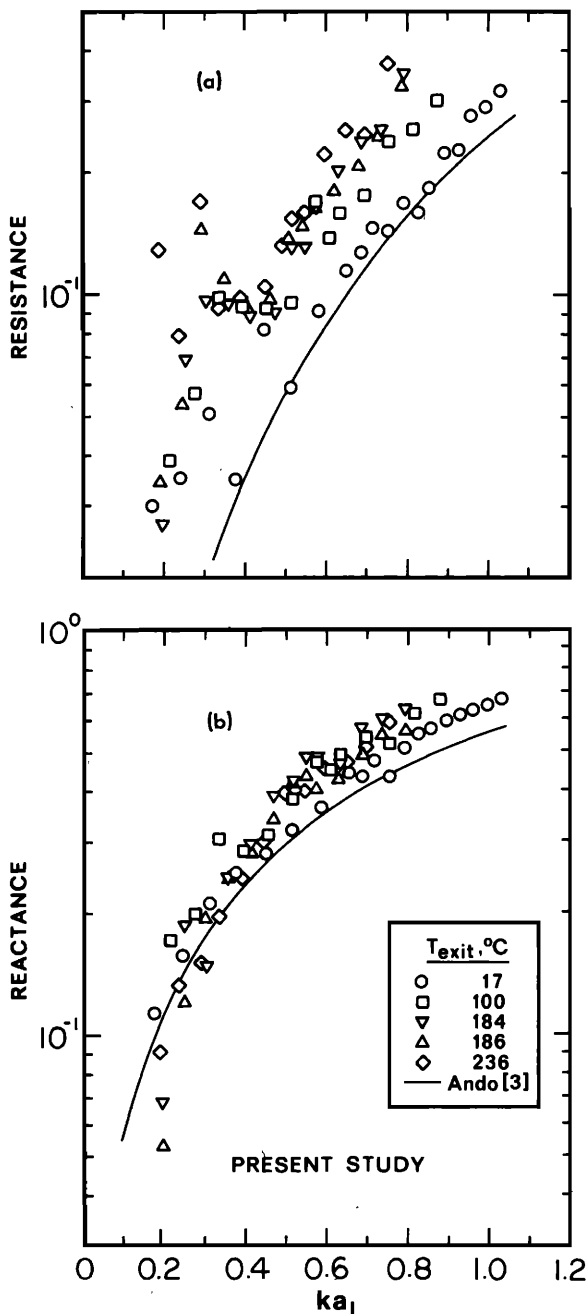 (a)
RESISTANCE
10⁻¹
10⁰
(b)
REACTANCE
10⁻¹
T_exit, °C
17
100
184
186
236
Ando [3]
PRESENT STUDY
0 0.2 0.4 0.6 0.8 1.0 1.2
ka₁